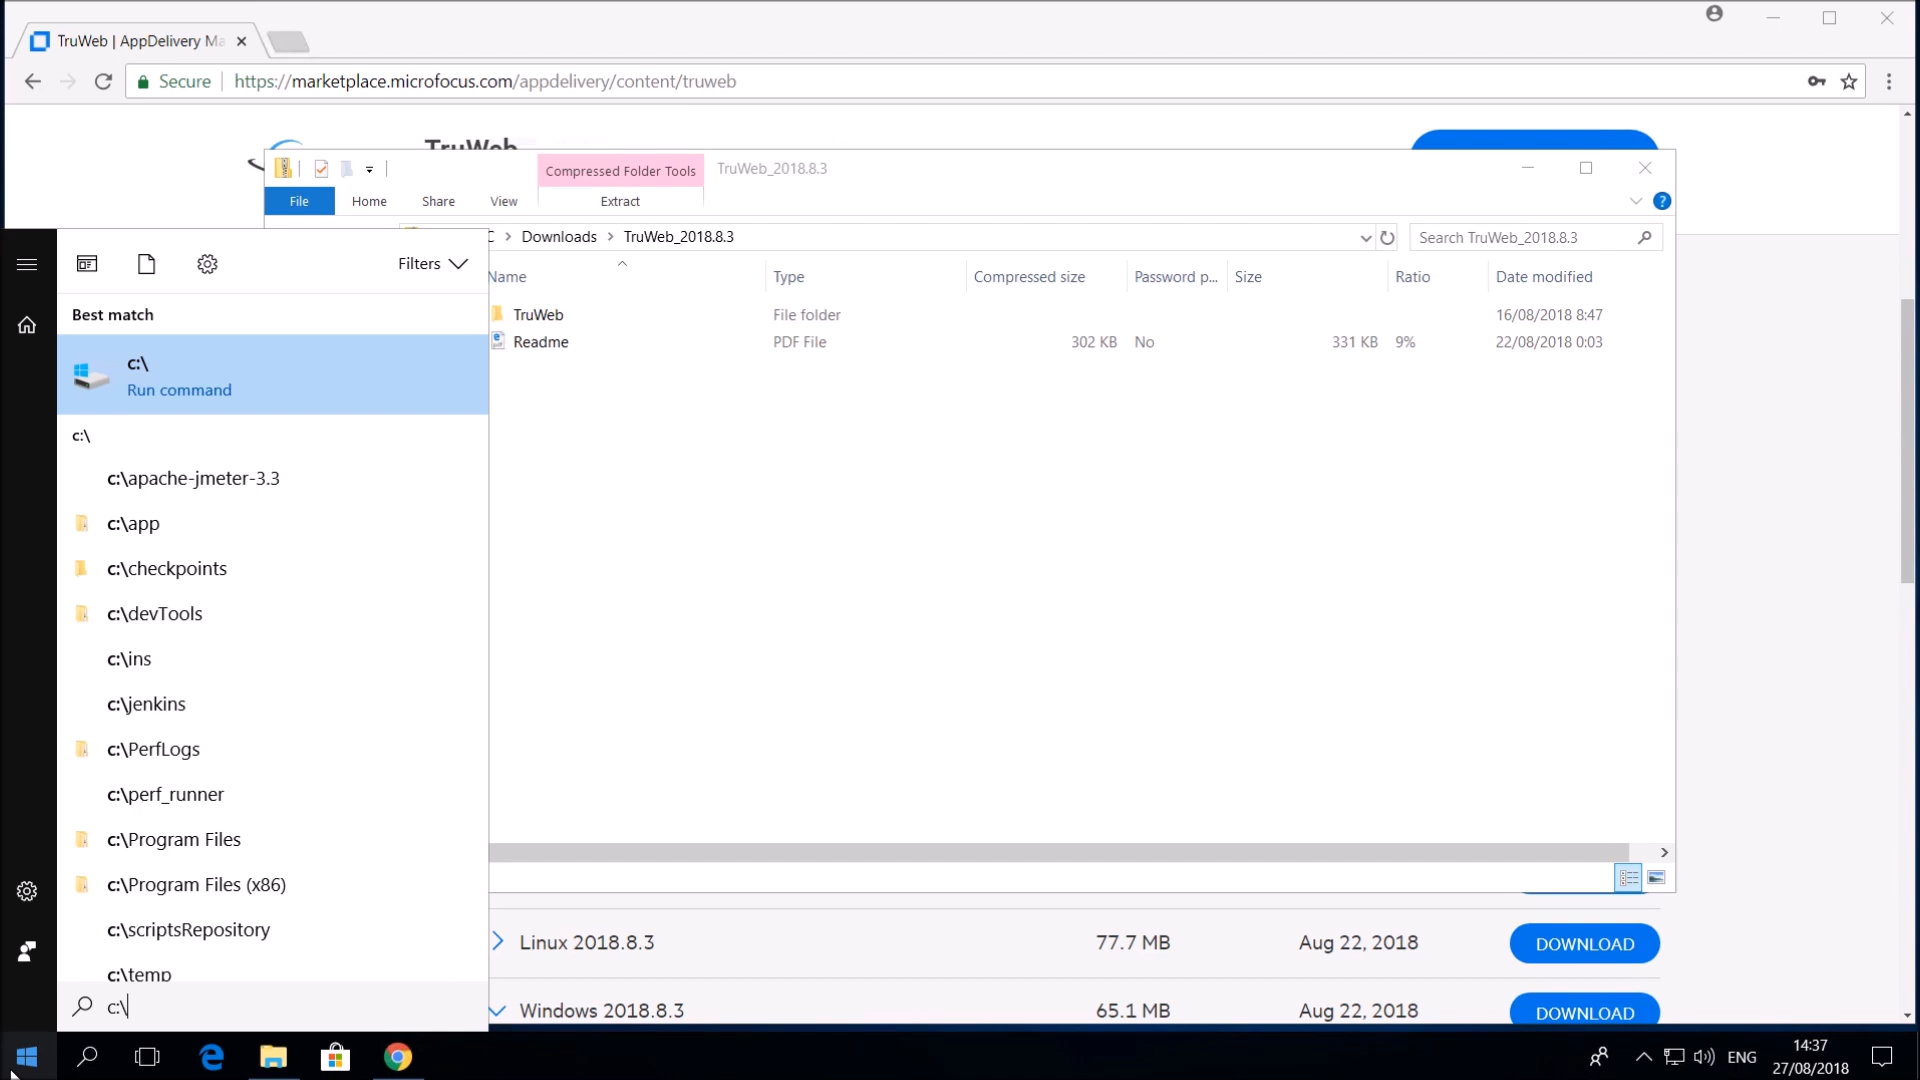 TruWeb | AppDelivery Ma
Secure
https://marketplace.microfocus.com/appdelivery/content/truweb
TruWeb
Compressed Folder Tools
TruWeb_2018.8.3
File
Home
Share
View
Extract
C > Downloads > TruWeb_2018.8.3
Search TruWeb_2018.8.3
Name
Type
Compressed size
Password p...
Size
Ratio
Date modified
TruWeb
File folder
16/08/2018 8:47
Readme
PDF File
302 KB
No
331 KB
9%
22/08/2018 0:03
Filters
Best match
c:\
Run command
c:\
c:\apache-jmeter-3.3
c:\app
c:\checkpoints
c:\devTools
c:\ins
c:\jenkins
c:\PerfLogs
c:\perf_runner
c:\Program Files
c:\Program Files (x86)
c:\scriptsRepository
c:\temp
c:\
Linux 2018.8.3
77.7 MB
Aug 22, 2018
DOWNLOAD
Windows 2018.8.3
65.1 MB
Aug 22, 2018
DOWNLOAD
ENG
14:37
27/08/2018